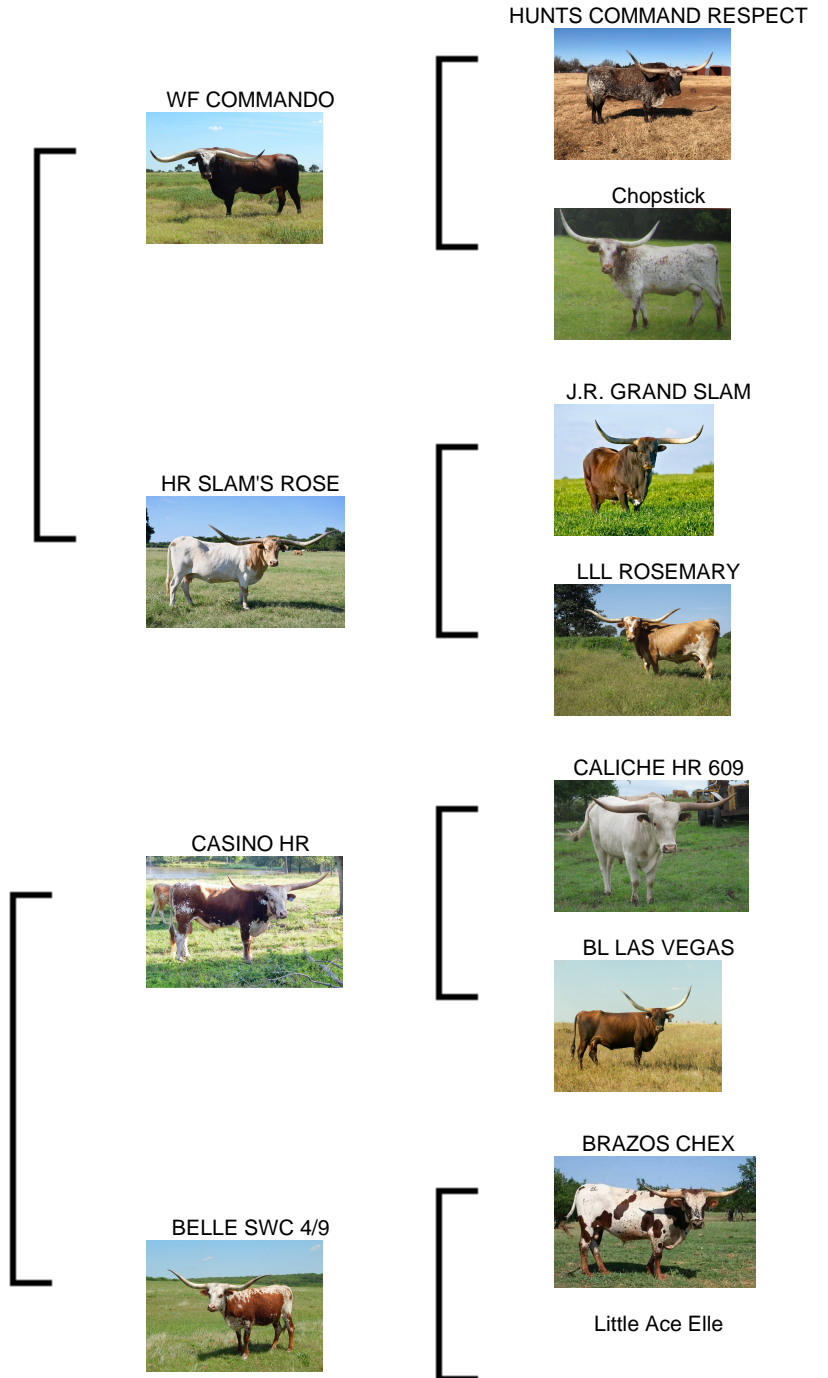 HUNTS COMMAND RESPECT
WF COMMANDO
Chopstick
J.R. GRAND SLAM
HR SLAM'S ROSE
LLL ROSEMARY
CALICHE HR 609
CASINO HR
BL LAS VEGAS
BRAZOS CHEX
BELLE SWC 4/9
Little Ace Elle